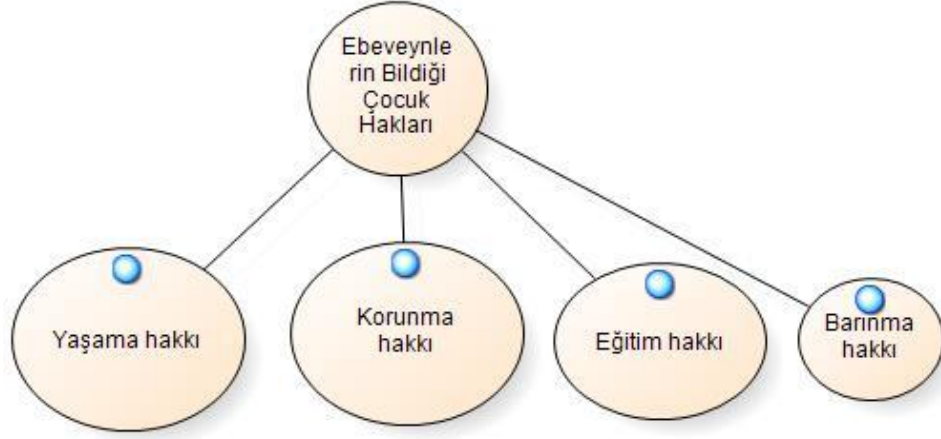 Ebeveynle
rin Bildiği
Çocuk
Hakları
Yaşama hakkı
Korunma
hakkı
Eğitim hakkı
Barınma
hakkı